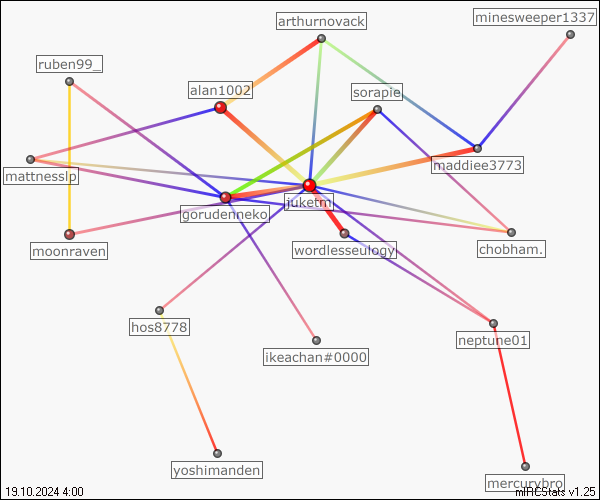 arthurnovack
minesweeper1337
ruben99_
alan1002
sorapie
mattnesslp
maddiee3773
gorudenneko
juketm
moonraven
wordlesseulogy
chobham.
hos8778
ikeachan#0000
neptune01
yoshimanden
mercurybro
19.10.2024 4:00
mIRCStats v1.25